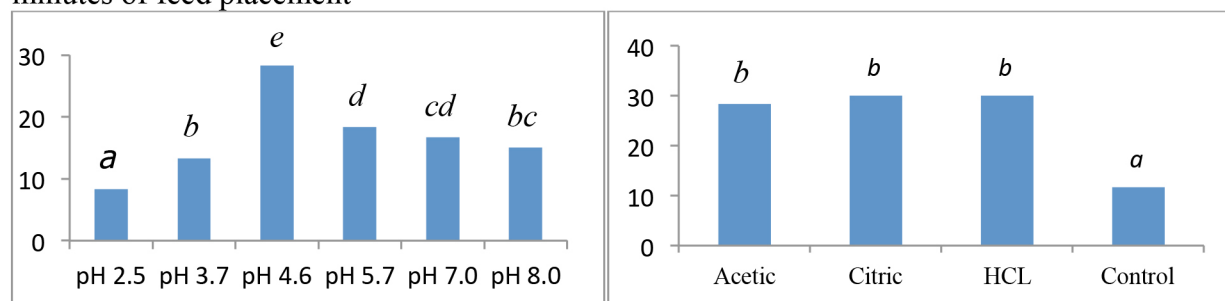 minutes of feed placement
30
20
10
0
a
b
e
d
cd
bc
pH 2.5 pH 3.7 pH 4.6 pH 5.7 pH 7.0 pH 8.0
40
30
20
10
0
b
b
b
a
Acetic Citric HCL Control